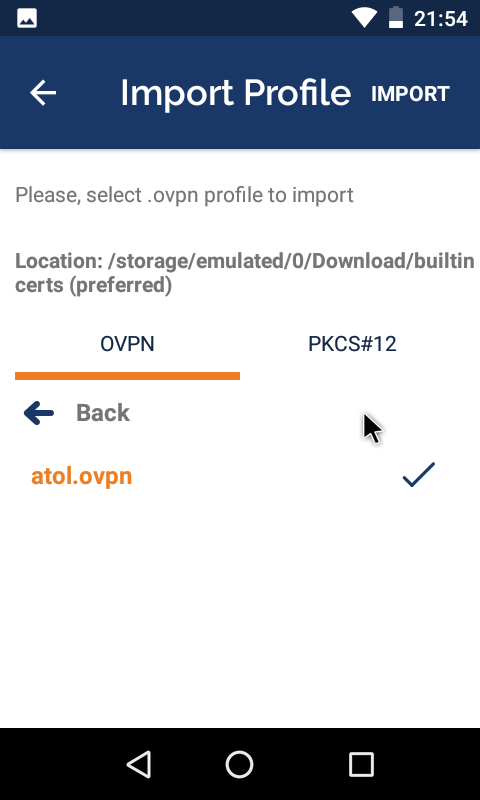 21:54
Import Profile IMPORT
Please, select .ovpn profile to import
Location: /storage/emulated/0/Download/builtin
certs (preferred)
OVPN PKCS#12
Back
atol.ovpn